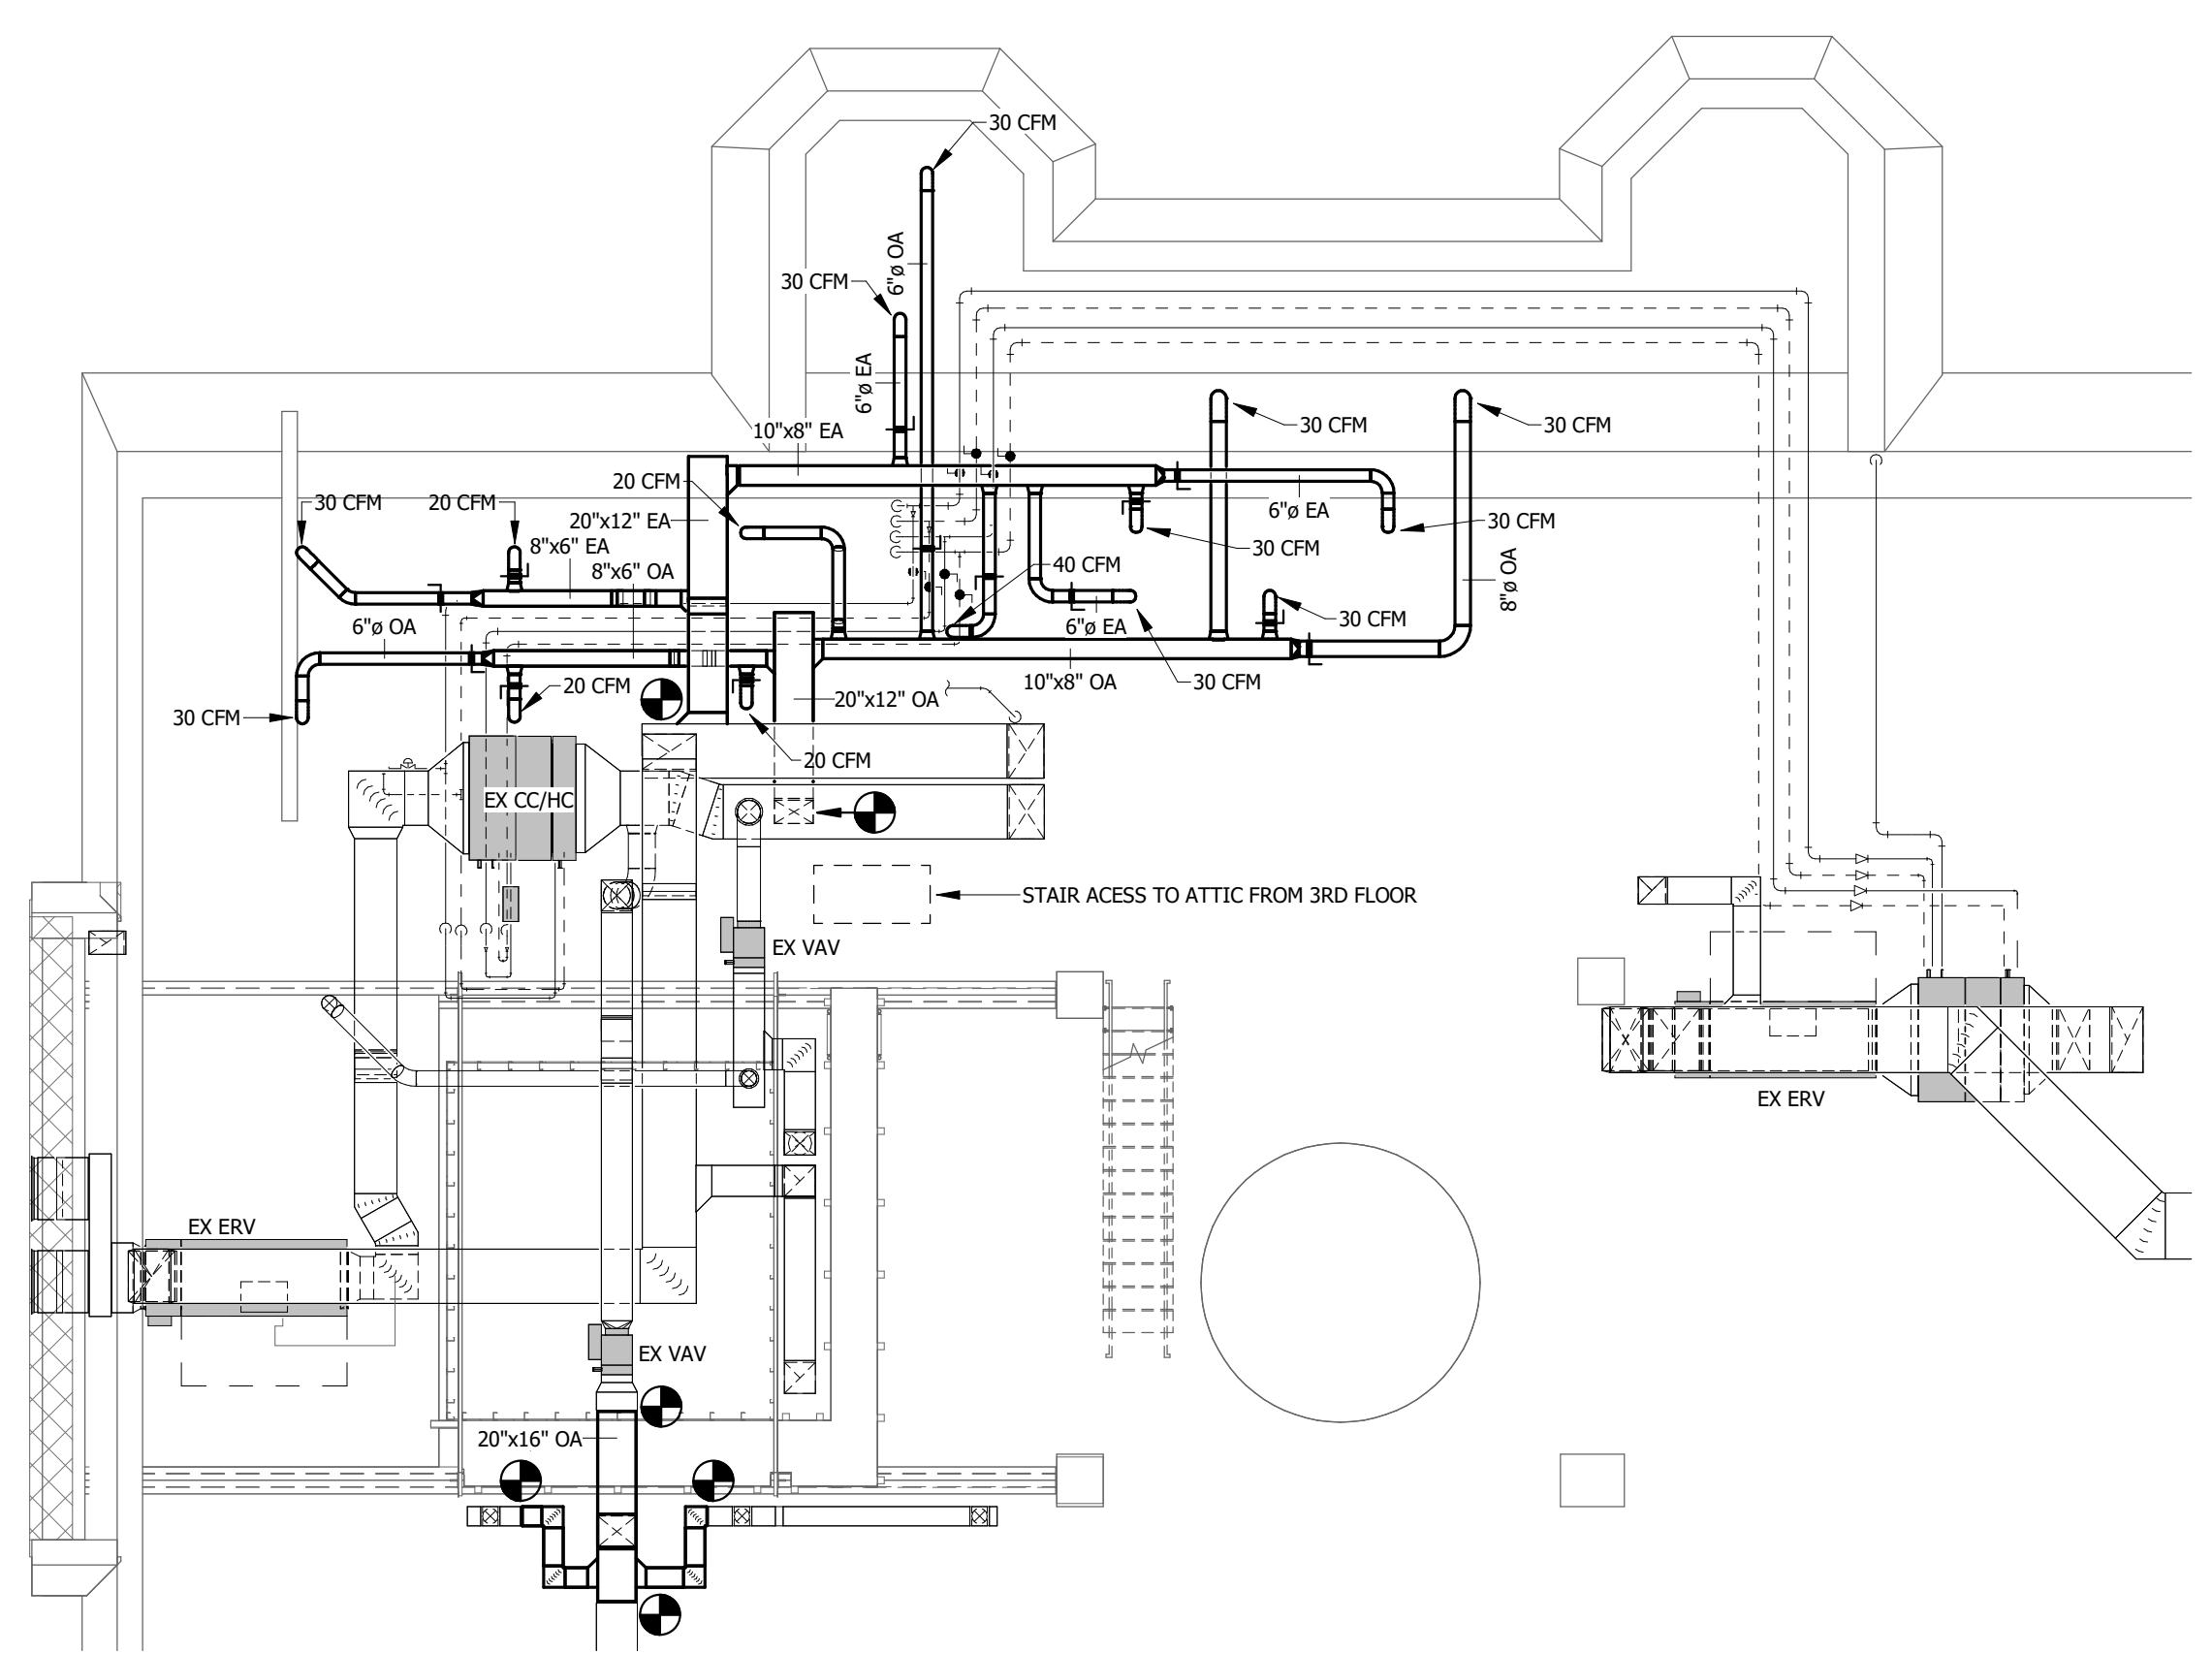 30 CFM
6"ø OA
30 CFM
6"ø EA
10"x8" EA
30 CFM
30 CFM
20 CFM
30 CFM
20 CFM
6"ø EA
20"x12" EA
30 CFM
8"x6" EA
30 CFM
40 CFM
8"x6" OA
8"ø OA
30 CFM
6"ø OA
6"ø EA
10"x8" OA
30 CFM
20 CFM
20"x12" OA
30 CFM
20 CFM
EX CC/HC
STAIR ACESS TO ATTIC FROM 3RD FLOOR
EX VAV
EX ERV
EX ERV
EX VAV
20"x16" OA